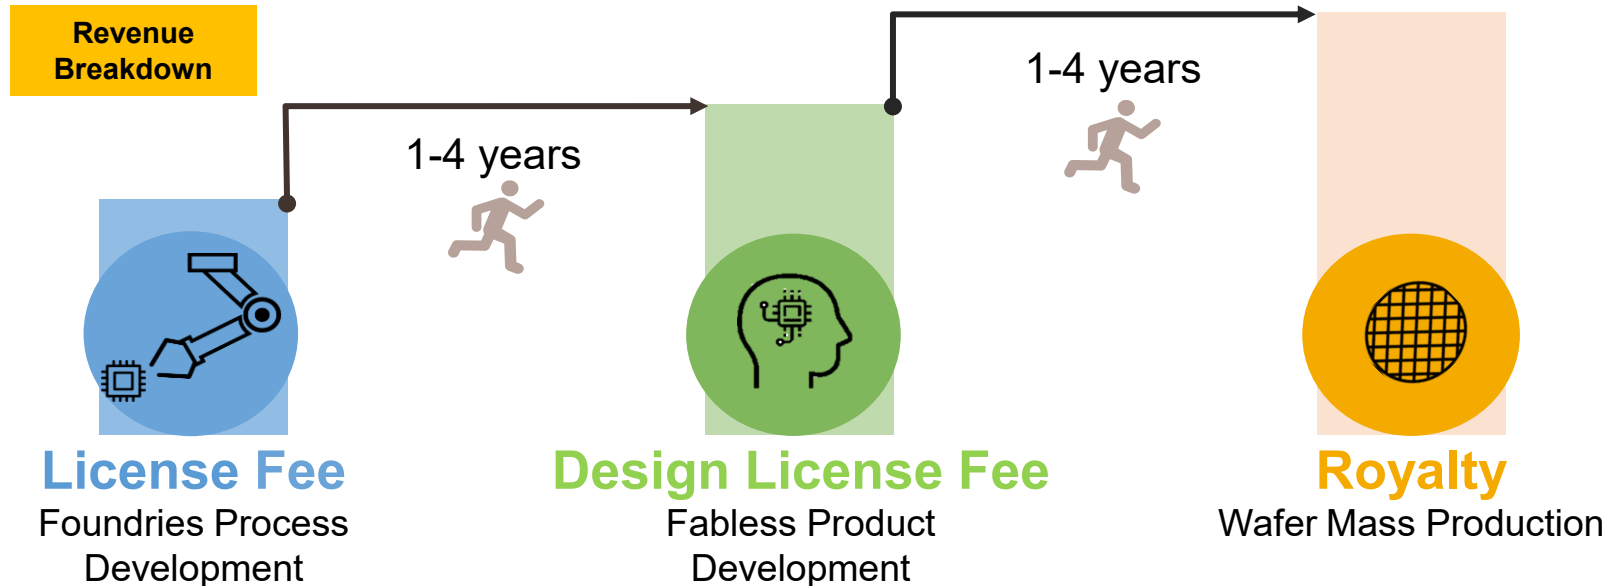 Revenue
Breakdown
1-4 years
1-4 years
License Fee
Foundries Process
Development
Design License Fee
Fabless Product
Development
Royalty
Wafer Mass Production